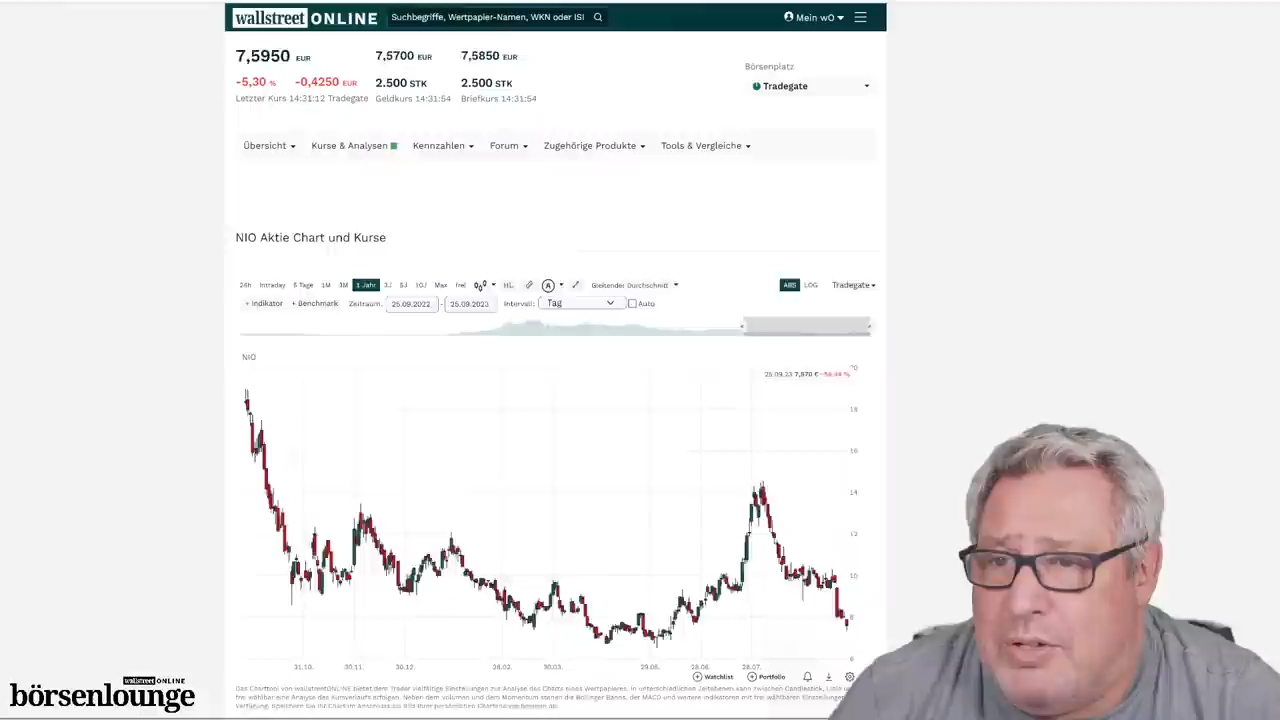 wallstreet ONLINE
Suchbegriffe, Wertpapier-Namen, WKN oder ISI
Mein wO
7,5950 EUR
7,5700 EUR
7,5850 EUR
-5,30 %
-0,4250 EUR
2.500 STK
2.500 STK
Letzter Kurs 14:31:12 Tradegate
Geldkurs 14:31:54
Briefkurs 14:31:54
Börsenplatz
Tradegate
Übersicht
Kurse & Analysen
Kennzahlen
Forum
Zugehörige Produkte
Tools & Vergleiche
NIO Aktie Chart und Kurse
24h Intraday 5 Tage 1M 3M 1 Jahr 3J 5J 10J Max frei
HL
A
Gleitender Durchschnitt
ABS LOG
Tradegate
+ Indikator + Benchmark Zeitraum: 25.09.2022 - 25.09.2023 Intervall: Tag Auto
NIO
20
18
16
14
12
10
8
6
31.10. 30.11. 30.12. 30.03. 28.06. 28.07.
Watchlist Portfolio
wallstreet ONLINE
börsenlounge